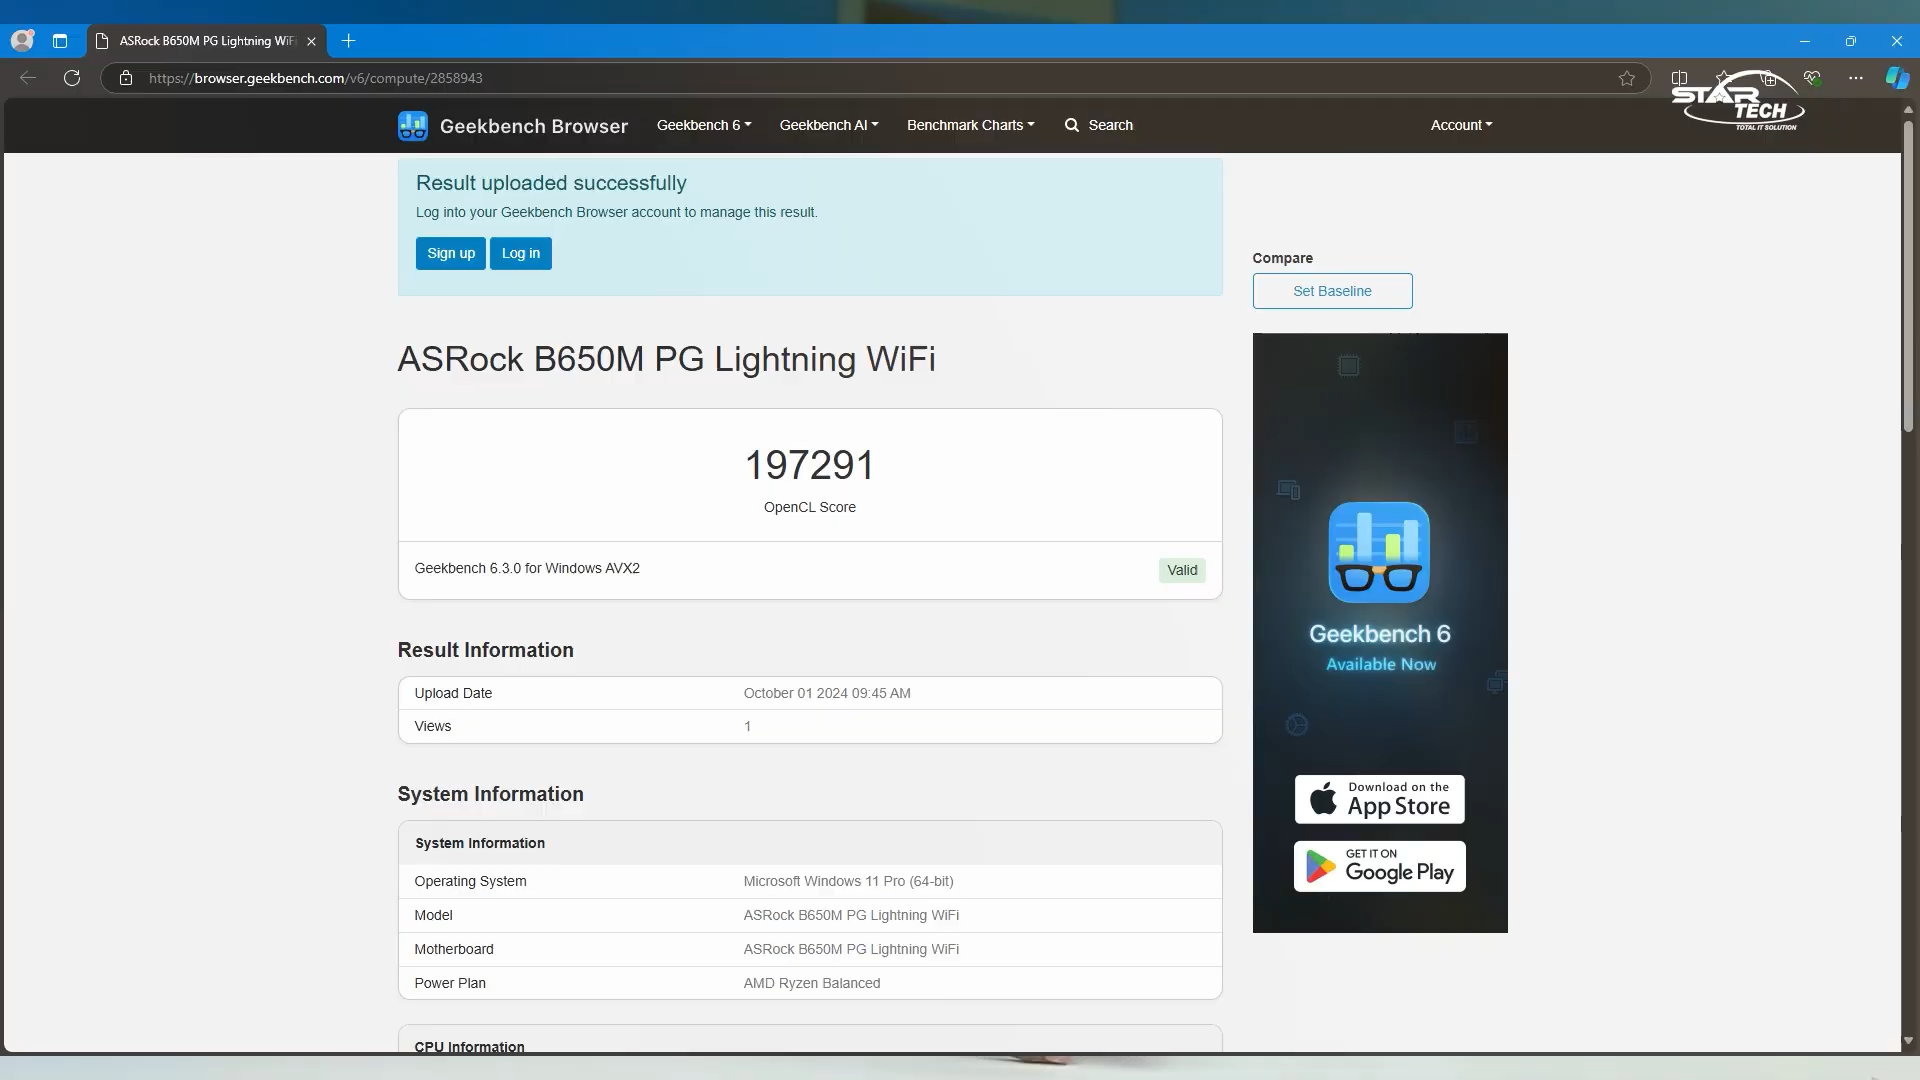 ASRock B650M PG Lightning WiFi
https://browser.geekbench.com/v6/compute/2858943
STAR
TECH
TOTAL IT SOLUTION
Geekbench Browser
Geekbench 6
Geekbench AI
Benchmark Charts
Search
Account
Result uploaded successfully
Log into your Geekbench Browser account to manage this result.
Sign up
Log in
Compare
Set Baseline
ASRock B650M PG Lightning WiFi
197291
OpenCL Score
Geekbench 6.3.0 for Windows AVX2
Valid
Result Information
Upload Date October 01 2024 09:45 AM
Views 1
System Information
System Information
Operating System Microsoft Windows 11 Pro (64-bit)
Model ASRock B650M PG Lightning WiFi
Motherboard ASRock B650M PG Lightning WiFi
Power Plan AMD Ryzen Balanced
CPU Information
Geekbench 6
Available Now
Download on the
App Store
GET IT ON
Google Play